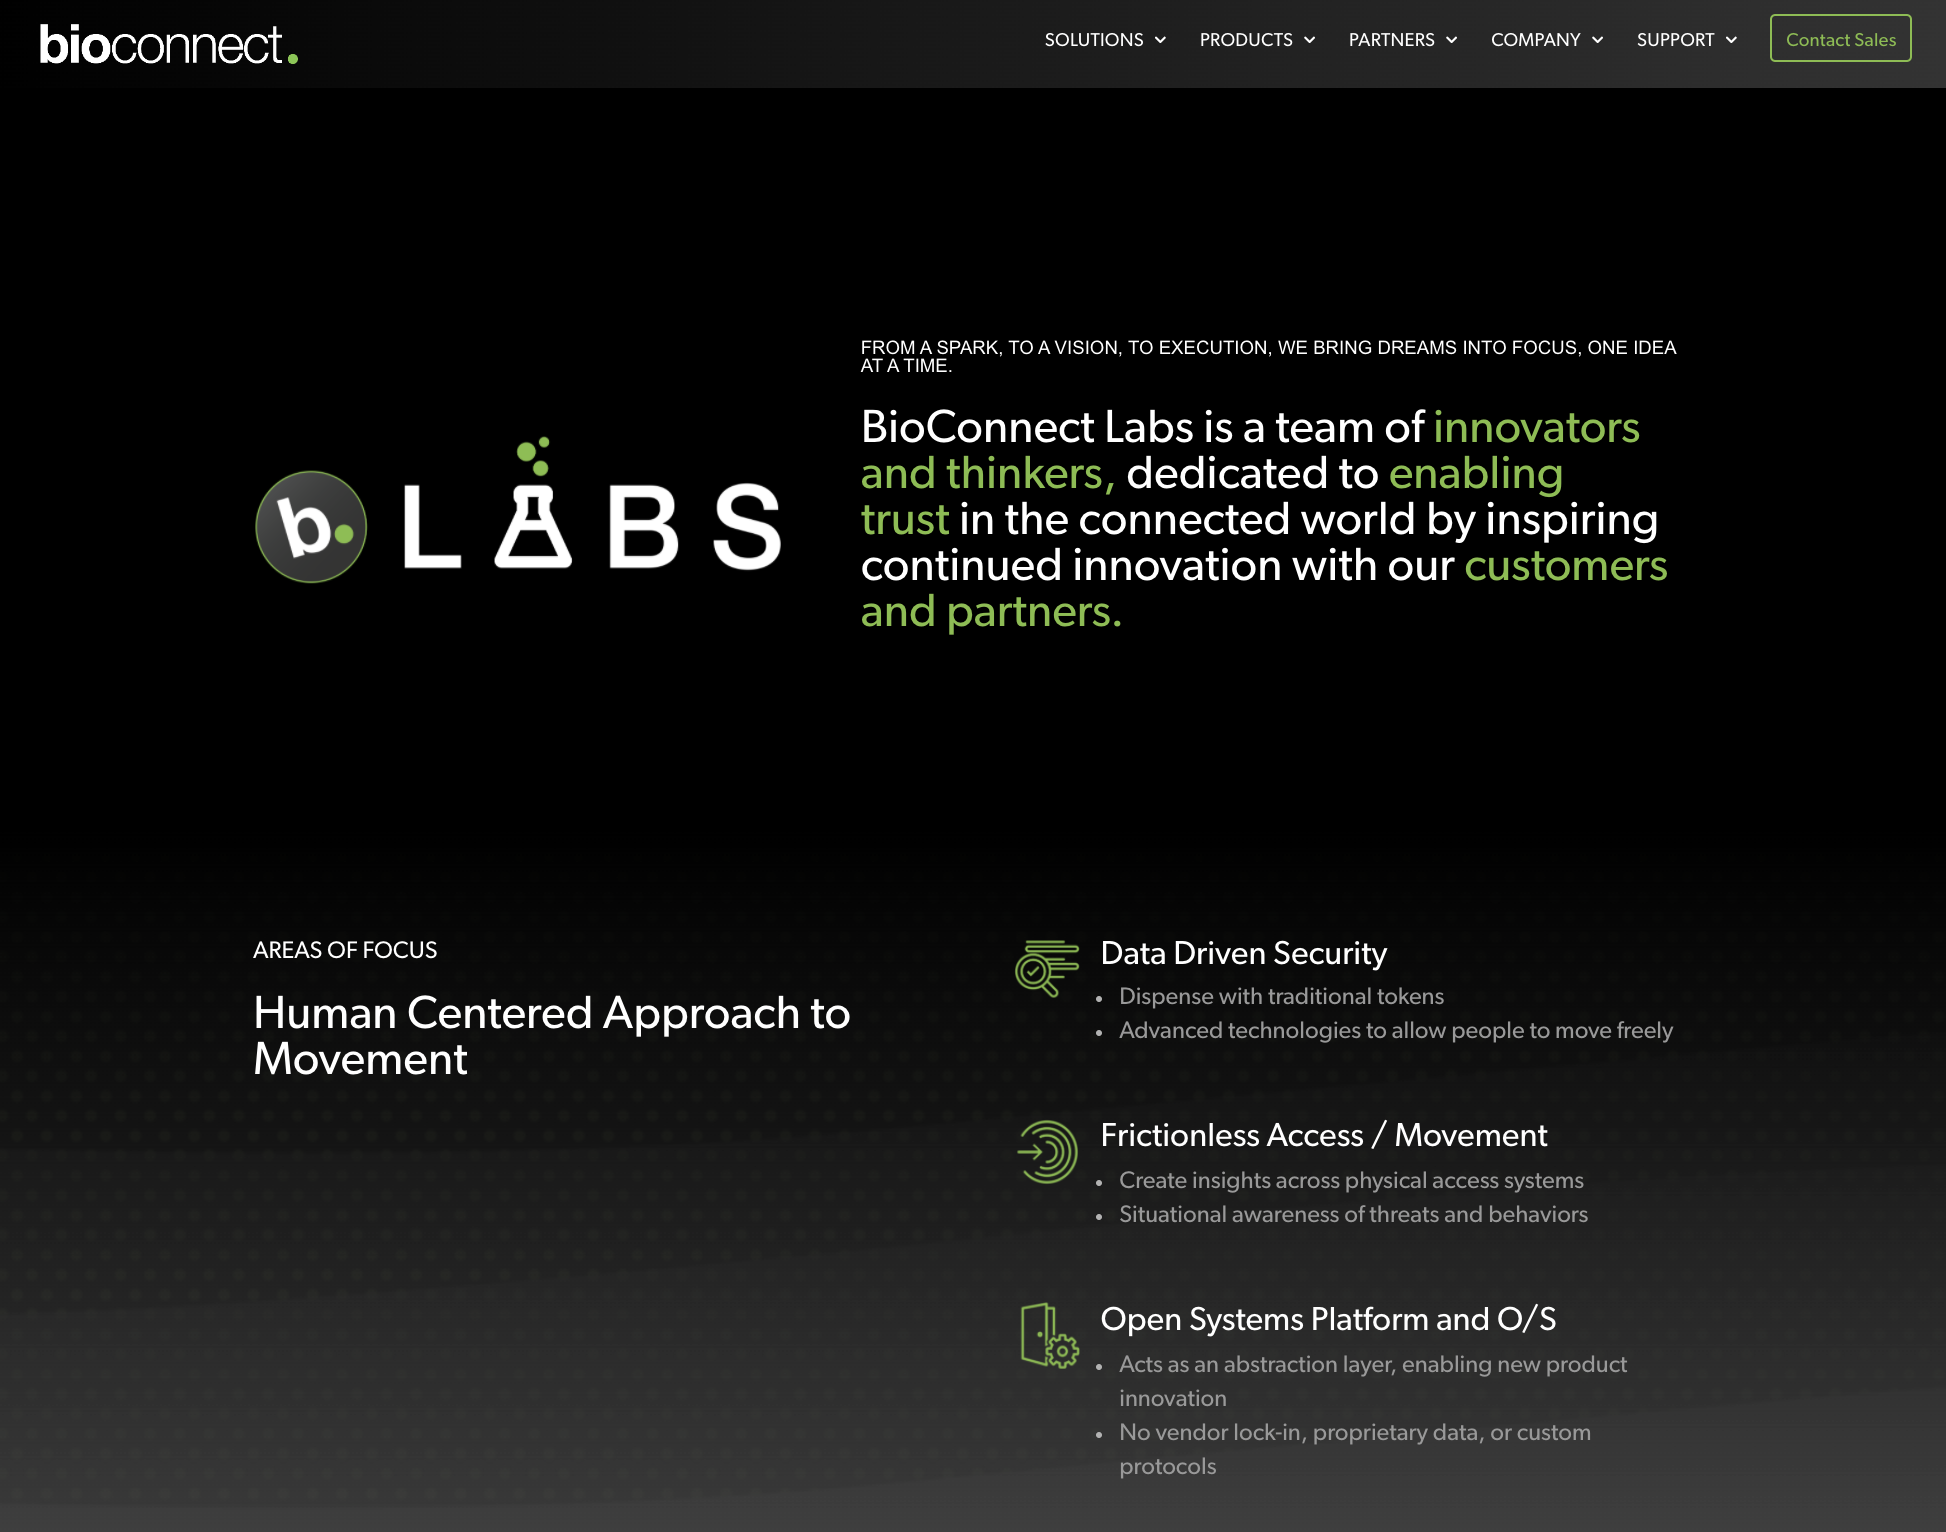 bioconnect.
SOLUTIONS
PRODUCTS
PARTNERS
COMPANY
SUPPORT
Contact Sales
FROM A SPARK, TO A VISION, TO EXECUTION, WE BRING DREAMS INTO FOCUS, ONE IDEA
AT A TIME.
b. LABS
BioConnect Labs is a team of innovators
and thinkers, dedicated to enabling
trust in the connected world by inspiring
continued innovation with our customers
and partners.
AREAS OF FOCUS
Human Centered Approach to
Movement
Data Driven Security
• Dispense with traditional tokens
• Advanced technologies to allow people to move freely
Frictionless Access / Movement
• Create insights across physical access systems
• Situational awareness of threats and behaviors
Open Systems Platform and O/S
• Acts as an abstraction layer, enabling new product
innovation
• No vendor lock-in, proprietary data, or custom
protocols